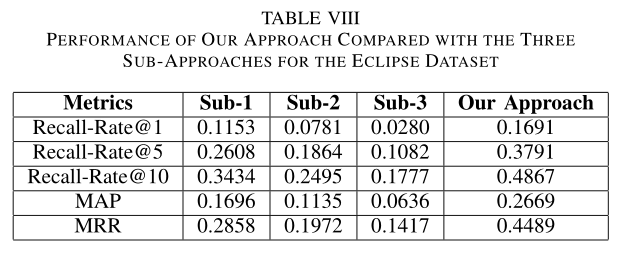 TABLE VIII
PERFORMANCE OF OUR APPROACH COMPARED WITH THE THREE
SUB-APPROACHES FOR THE ECLIPSE DATASET
Metrics Sub-1 Sub-2 Sub-3 Our Approach
Recall-Rate@1 0.1153 0.0781 0.0280 0.1691
Recall-Rate@5 0.2608 0.1864 0.1082 0.3791
Recall-Rate@10 0.3434 0.2495 0.1777 0.4867
MAP 0.1696 0.1135 0.0636 0.2669
MRR 0.2858 0.1972 0.1417 0.4489